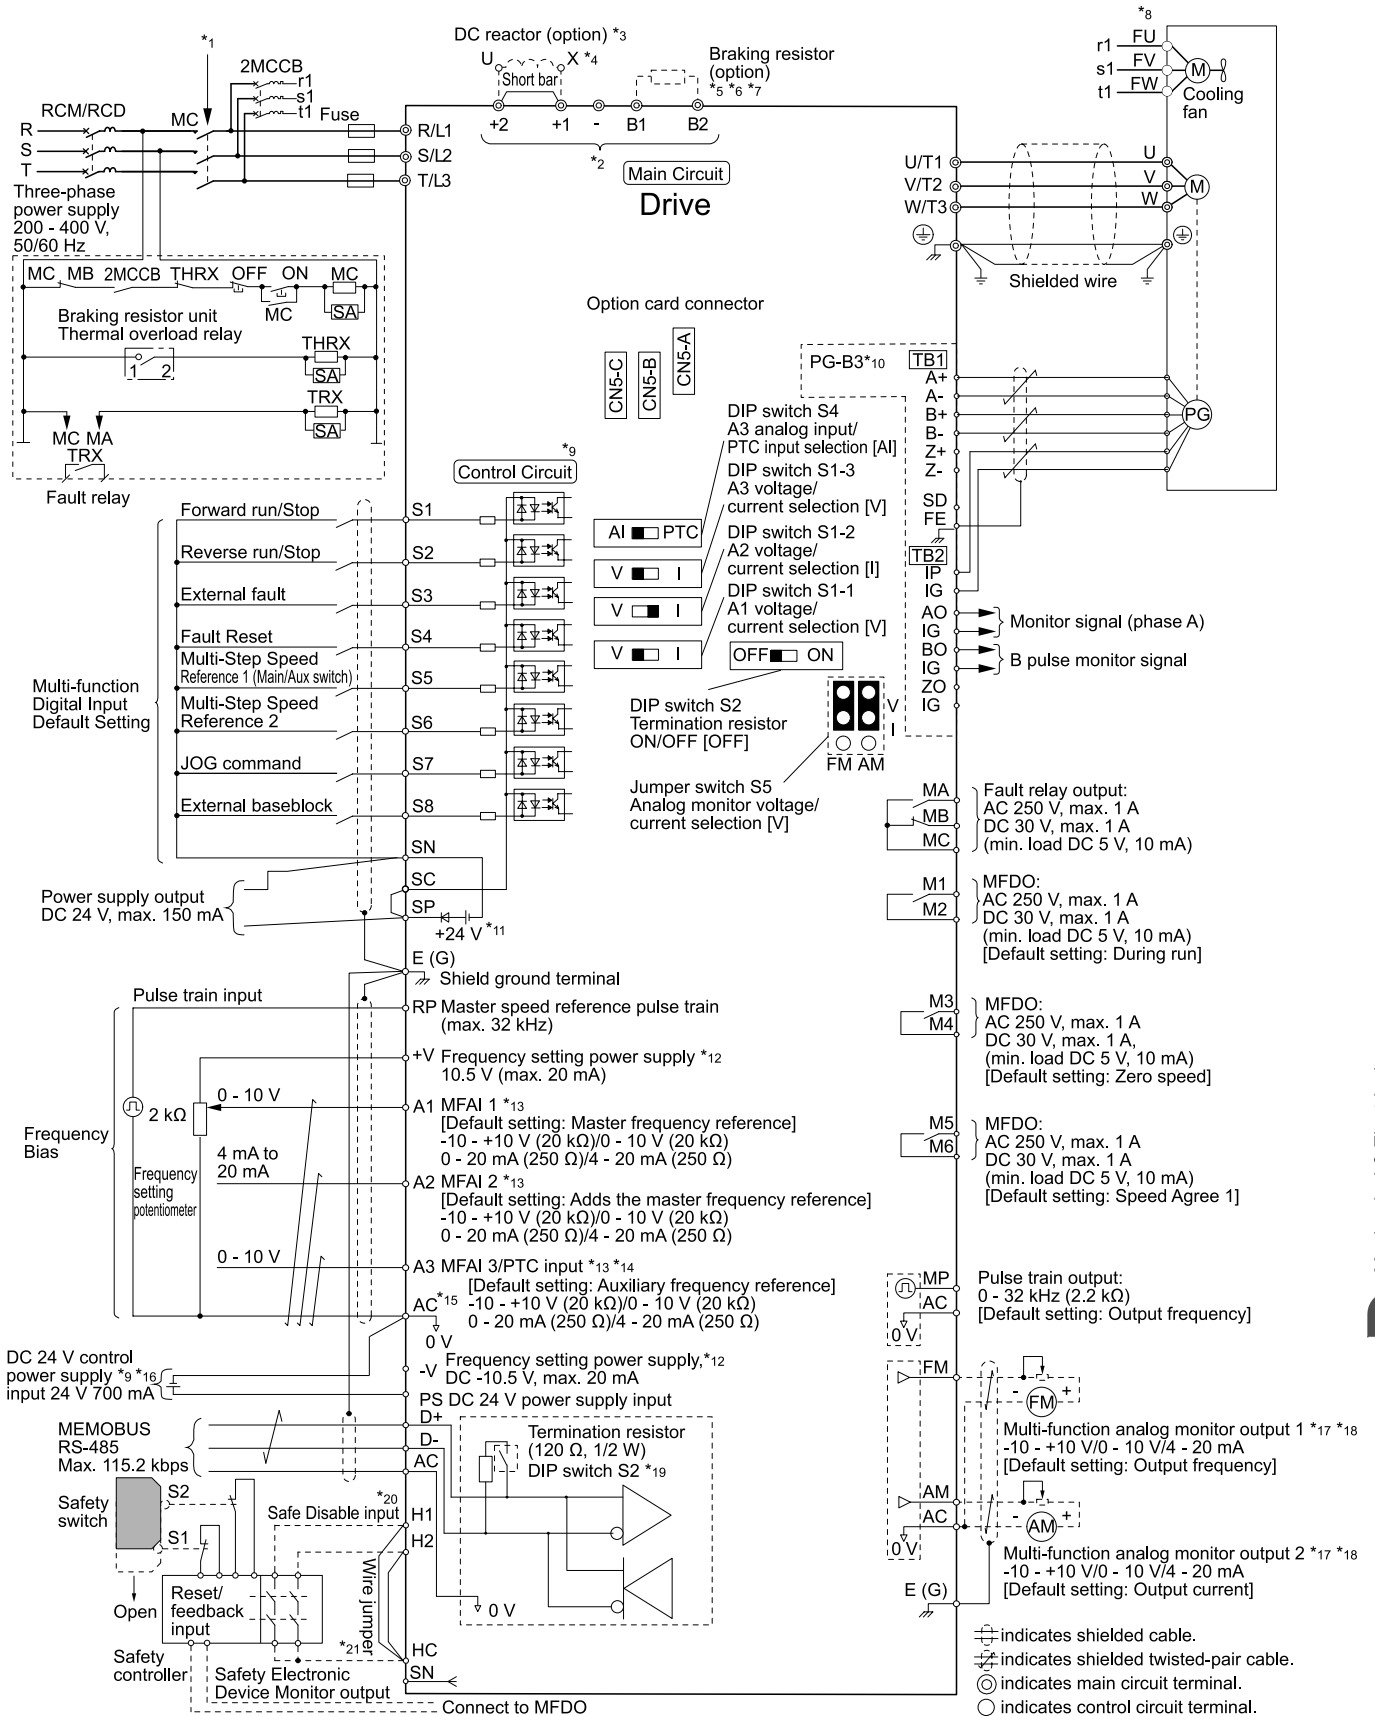 *1
DC reactor (option) *3
U X *4
Short bar
Braking resistor
(option)
*5 *6 *7
*8
r1 FU
s1 FV
t1 FW
M
Cooling
fan
2MCCB
r1
s1
t1
RCM/RCD
MC
Fuse
R
S
T
R/L1
S/L2
T/L3
+2 +1 - B1 B2
*2
Main Circuit
Drive
Three-phase
power supply
200 - 400 V,
50/60 Hz
U/T1 U
V/T2 V
W/T3 W
M
Shielded wire
MC MB 2MCCB THRX OFF ON MC
MC
SA
Braking resistor unit
Thermal overload relay
1 2
THRX
SA
TRX
SA
MC MA
TRX
Fault relay
Option card connector
CN5-C
CN5-B
CN5-A
PG-B3*10
TB1
A+
A-
B+
B-
Z+
Z-
PG
SD
FE
TB2
IP
IG
AO
IG
BO
IG
ZO
IG
Monitor signal (phase A)
B pulse monitor signal
*9
Control Circuit
DIP switch S4
A3 analog input/
PTC input selection [AI]
DIP switch S1-3
A3 voltage/
current selection [V]
DIP switch S1-2
A2 voltage/
current selection [I]
DIP switch S1-1
A1 voltage/
current selection [V]
AI PTC
V I
V I
V I
OFF ON
DIP switch S2
Termination resistor
ON/OFF [OFF]
V
I
FM AM
Jumper switch S5
Analog monitor voltage/
current selection [V]
Multi-function
Digital Input
Default Setting
Forward run/Stop S1
Reverse run/Stop S2
External fault S3
Fault Reset S4
Multi-Step Speed
Reference 1 (Main/Aux switch) S5
Multi-Step Speed
Reference 2 S6
JOG command S7
External baseblock S8
SN
SC
SP
Power supply output
DC 24 V, max. 150 mA
+24 V *11
E (G)
Shield ground terminal
MA
MB
MC
Fault relay output:
AC 250 V, max. 1 A
DC 30 V, max. 1 A
(min. load DC 5 V, 10 mA)
M1
M2
MFDO:
AC 250 V, max. 1 A
DC 30 V, max. 1 A
(min. load DC 5 V, 10 mA)
[Default setting: During run]
M3
M4
MFDO:
AC 250 V, max. 1 A
DC 30 V, max. 1 A,
(min. load DC 5 V, 10 mA)
[Default setting: Zero speed]
M5
M6
MFDO:
AC 250 V, max. 1 A
DC 30 V, max. 1 A
(min. load DC 5 V, 10 mA)
[Default setting: Speed Agree 1]
Frequency
Bias
Pulse train input
RP Master speed reference pulse train
(max. 32 kHz)
+V Frequency setting power supply *12
10.5 V (max. 20 mA)
2 kΩ
0 - 10 V
A1 MFAI 1 *13
[Default setting: Master frequency reference]
-10 - +10 V (20 kΩ)/0 - 10 V (20 kΩ)
0 - 20 mA (250 Ω)/4 - 20 mA (250 Ω)
Frequency
setting
potentiometer
4 mA to
20 mA
A2 MFAI 2 *13
[Default setting: Adds the master frequency reference]
-10 - +10 V (20 kΩ)/0 - 10 V (20 kΩ)
0 - 20 mA (250 Ω)/4 - 20 mA (250 Ω)
0 - 10 V
A3 MFAI 3/PTC input *13 *14
[Default setting: Auxiliary frequency reference]
-10 - +10 V (20 kΩ)/0 - 10 V (20 kΩ)
0 - 20 mA (250 Ω)/4 - 20 mA (250 Ω)
AC *15
0 V
-V Frequency setting power supply, *12
DC -10.5 V, max. 20 mA
DC 24 V control
power supply *9 *16
input 24 V 700 mA
PS DC 24 V power supply input
MP
AC
0 V
Pulse train output:
0 - 32 kHz (2.2 kΩ)
[Default setting: Output frequency]
FM
- +
FM
Multi-function analog monitor output 1 *17 *18
-10 - +10 V/0 - 10 V/4 - 20 mA
[Default setting: Output frequency]
AM
AC
0 V
- +
AM
Multi-function analog monitor output 2 *17 *18
-10 - +10 V/0 - 10 V/4 - 20 mA
[Default setting: Output current]
E (G)
MEMOBUS
RS-485
Max. 115.2 kbps
D+
D-
AC
Termination resistor
(120 Ω, 1/2 W)
DIP switch S2 *19
0 V
Safety
switch
S2
S1
Open
*20
Safe Disable input
H1
H2
Wire jumper
Reset/
feedback
input
*21
HC
SN
Safety
controller
Safety Electronic
Device Monitor output
Connect to MFDO
indicates shielded cable.
indicates shielded twisted-pair cable.
indicates main circuit terminal.
indicates control circuit terminal.